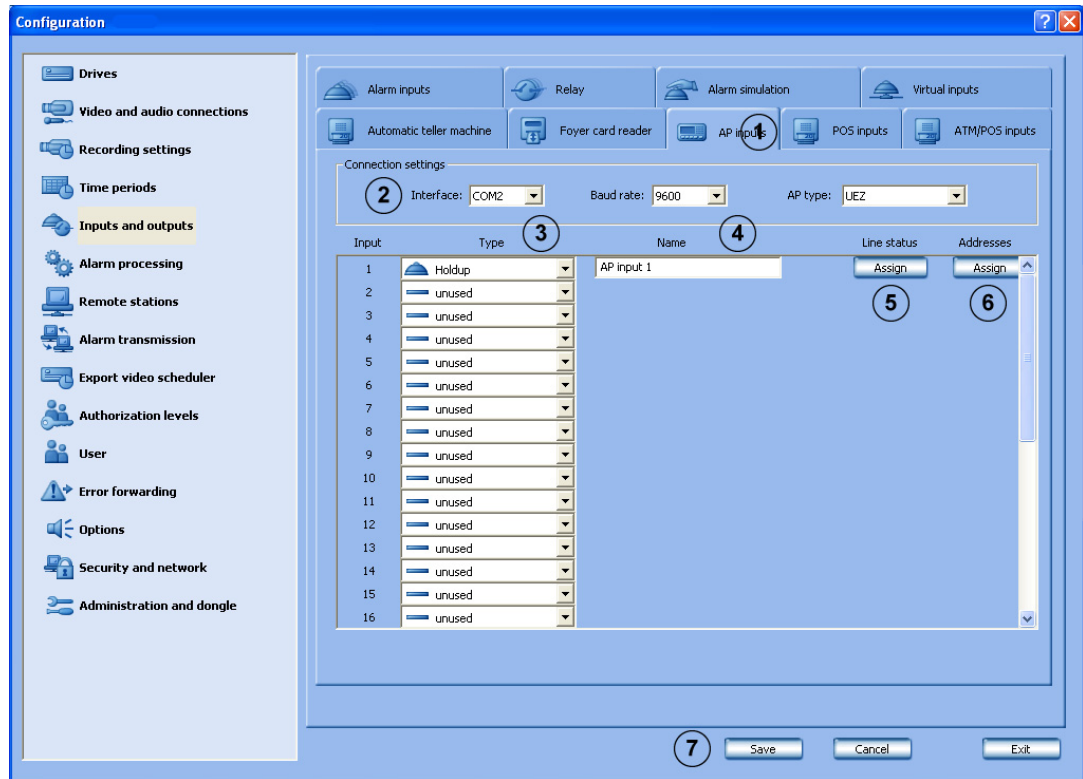 Configuration
Drives
Video and audio connections
Recording settings
Time periods
Inputs and outputs
Alarm processing
Remote stations
Alarm transmission
Export video scheduler
Authorization levels
User
Error forwarding
Options
Security and network
Administration and dongle
Alarm inputs Relay Alarm simulation Virtual inputs
Automatic teller machine Foyer card reader AP inputs 1 POS inputs ATM/POS inputs
Connection settings
2 Interface: COM2 Baud rate: 9600 AP type: UEZ
Input Type 3 Name 4 Line status Addresses
1 Holdup AP input 1 Assign Assign
2 unused 5 6
3 unused
4 unused
5 unused
6 unused
7 unused
8 unused
9 unused
10 unused
11 unused
12 unused
13 unused
14 unused
15 unused
16 unused
7 Save Cancel Exit